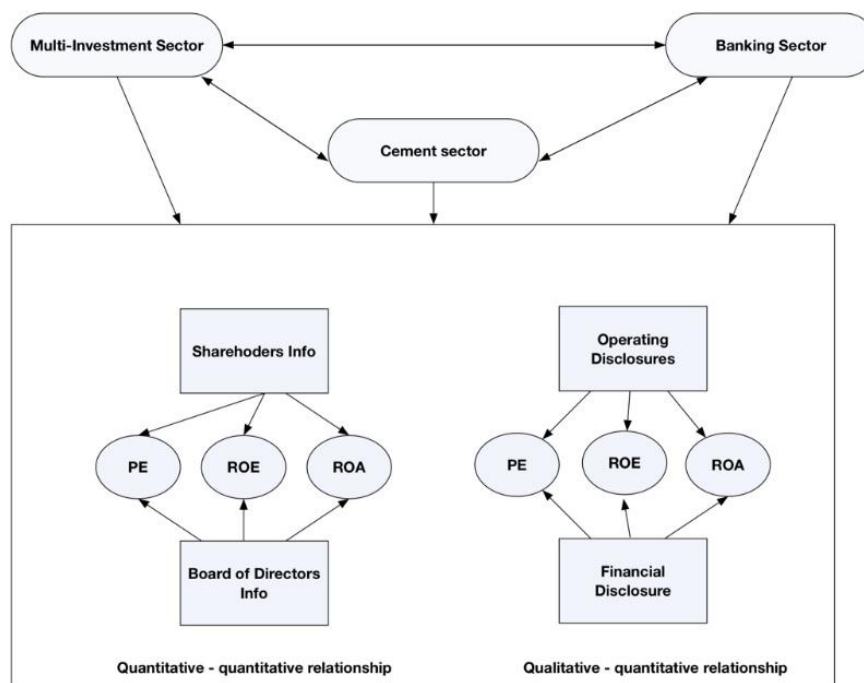 Multi-Investment Sector
Banking Sector
Cement sector
Sharehoders Info
Operating
Disclosures
PE
ROE
ROA
PE
ROE
ROA
Board of Directors
Info
Financial
Disclosure
Quantitative - quantitative relationship
Qualitative - quantitative relationship